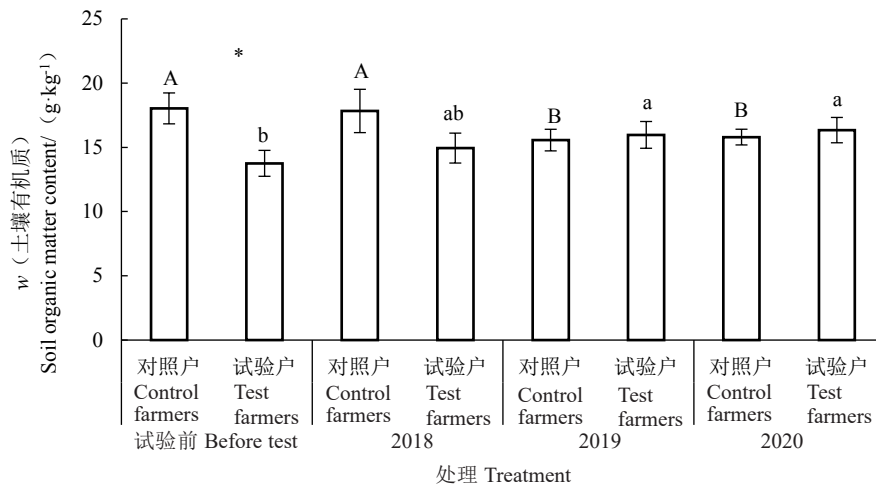 w（土壤有机质）
Soil organic matter content/（g·kg-1）
25
20
15
10
5
0
A
*
b
A
ab
B
a
B
a
对照户
Control
farmers
试验户
Test
farmers
对照户
Control
farmers
试验户
Test
farmers
对照户
Control
farmers
试验户
Test
farmers
对照户
Control
farmers
试验户
Test
farmers
试验前 Before test
2018
2019
2020
处理 Treatment